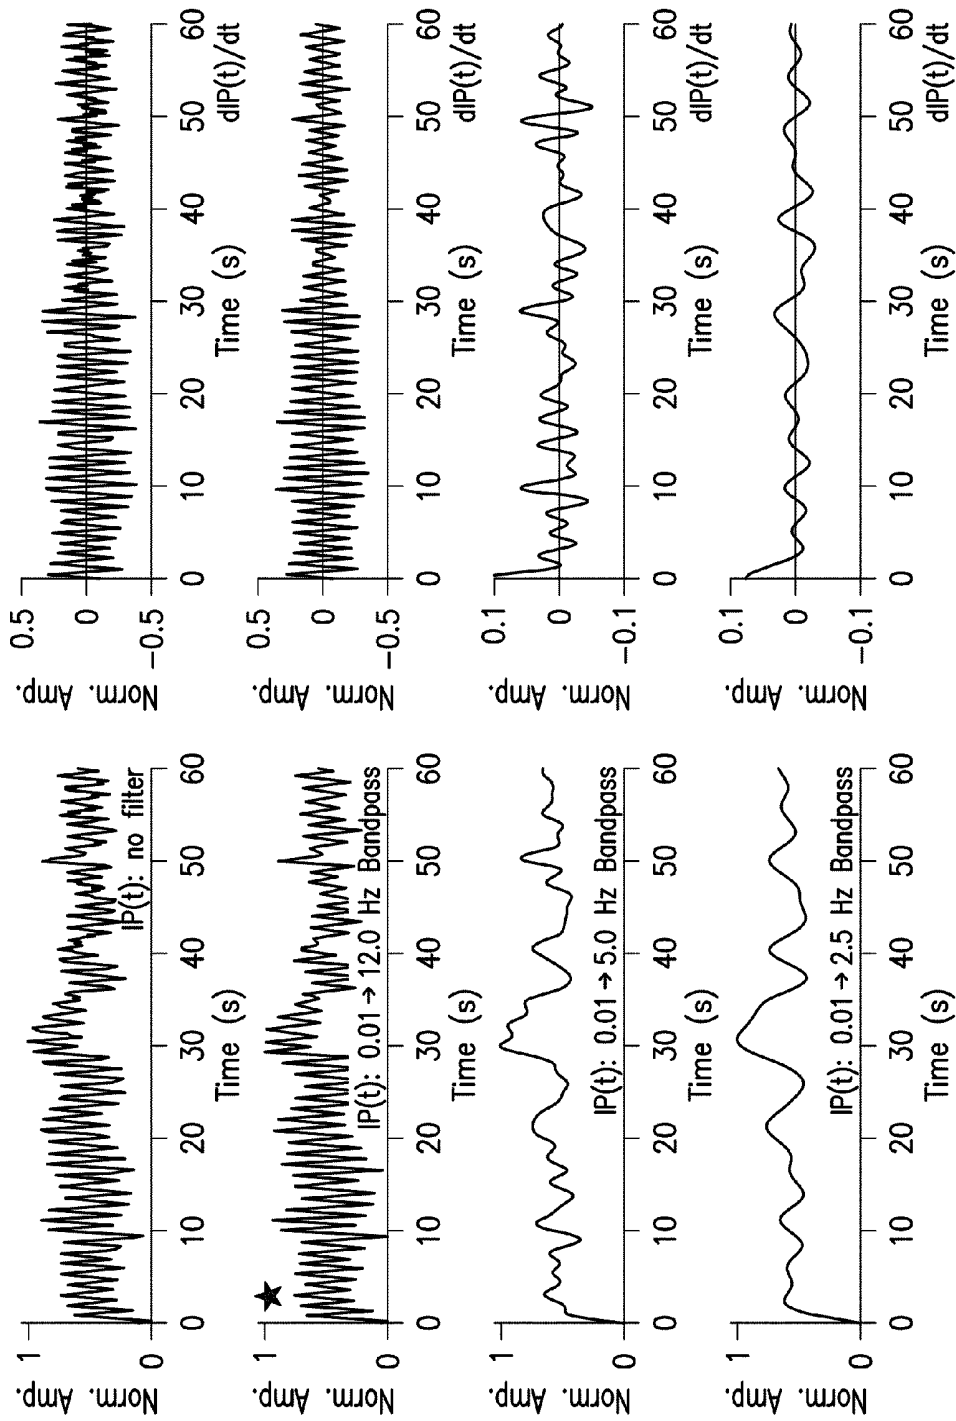 Norm.
Amp.
1
0
IP(t): no filter
0 10 20 30 40 50 60
Time (s)
Norm.
Amp.
0.5
0
−0.5
0 10 20 30 40 50 60
Time (s) dIP(t)/dt
Norm.
Amp.
1
0
IP(t): 0.01 → 12.0 Hz Bandpass
0 10 20 30 40 50 60
Time (s)
Norm.
Amp.
0.5
0
−0.5
0 10 20 30 40 50 60
Time (s) dIP(t)/dt
Norm.
Amp.
1
0
IP(t): 0.01 → 5.0 Hz Bandpass
0 10 20 30 40 50 60
Time (s)
Norm.
Amp.
0.1
0
−0.1
0 10 20 30 40 50 60
Time (s) dIP(t)/dt
Norm.
Amp.
1
0
IP(t): 0.01 → 2.5 Hz Bandpass
0 10 20 30 40 50 60
Time (s)
Norm.
Amp.
0.1
0
−0.1
0 10 20 30 40 50 60
Time (s) dIP(t)/dt